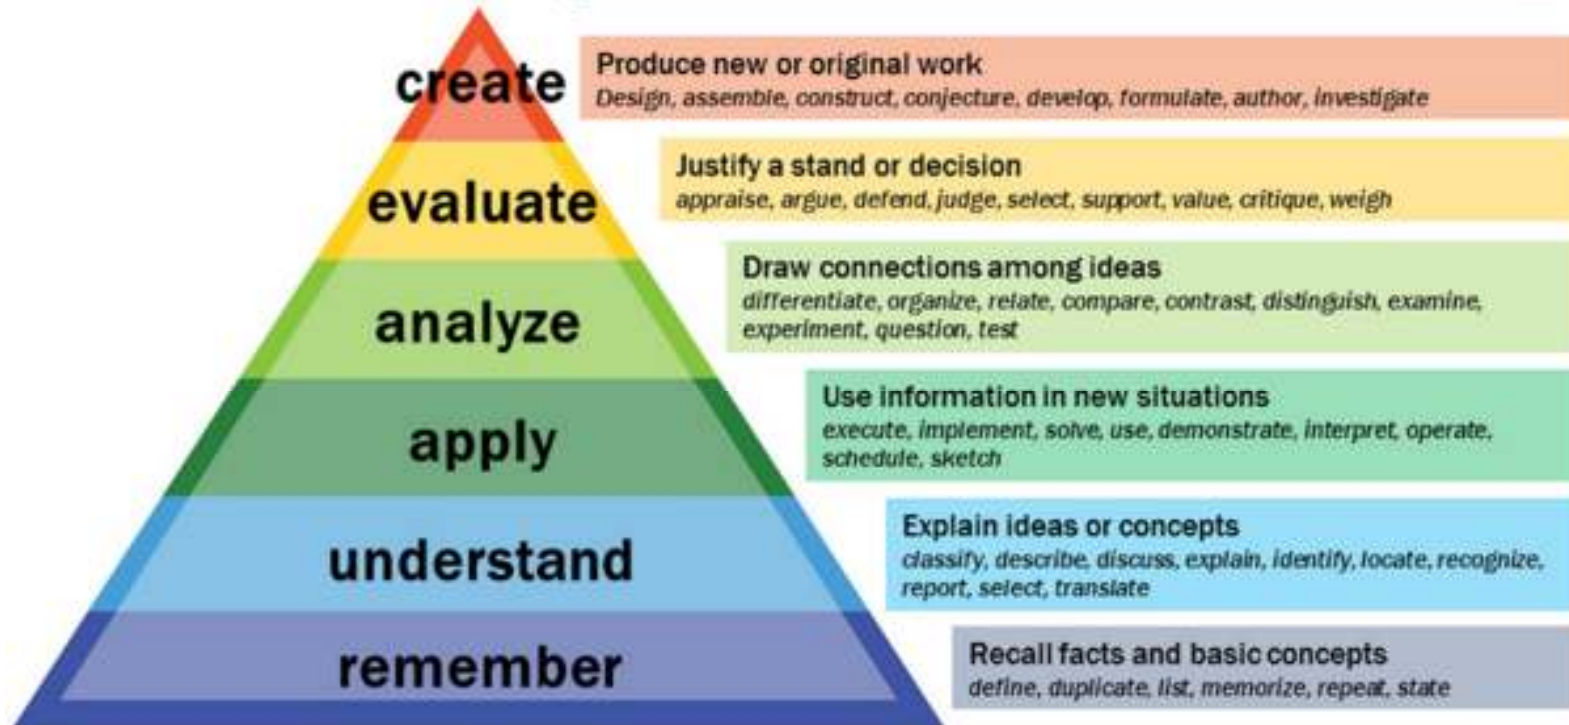 create
Produce new or original work
Design, assemble, construct, conjecture, develop, formulate, author, investigate
evaluate
Justify a stand or decision
appraise, argue, defend, judge, select, support, value, critique, weigh
analyze
Draw connections among ideas
differentiate, organize, relate, compare, contrast, distinguish, examine,
experiment, question, test
apply
Use information in new situations
execute, implement, solve, use, demonstrate, interpret, operate,
schedule, sketch
understand
Explain ideas or concepts
classify, describe, discuss, explain, identify, locate, recognize,
report, select, translate
remember
Recall facts and basic concepts
define, duplicate, list, memorize, repeat, state